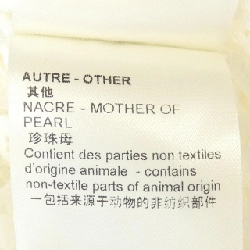 AUTRE - OTHER
其他
NACRE - MOTHER OF
PEARL
珍珠母
Contient des parties non textiles
d'origine animale - contains
non-textile parts of animal origin
一包括来源于动物的非纺织部件